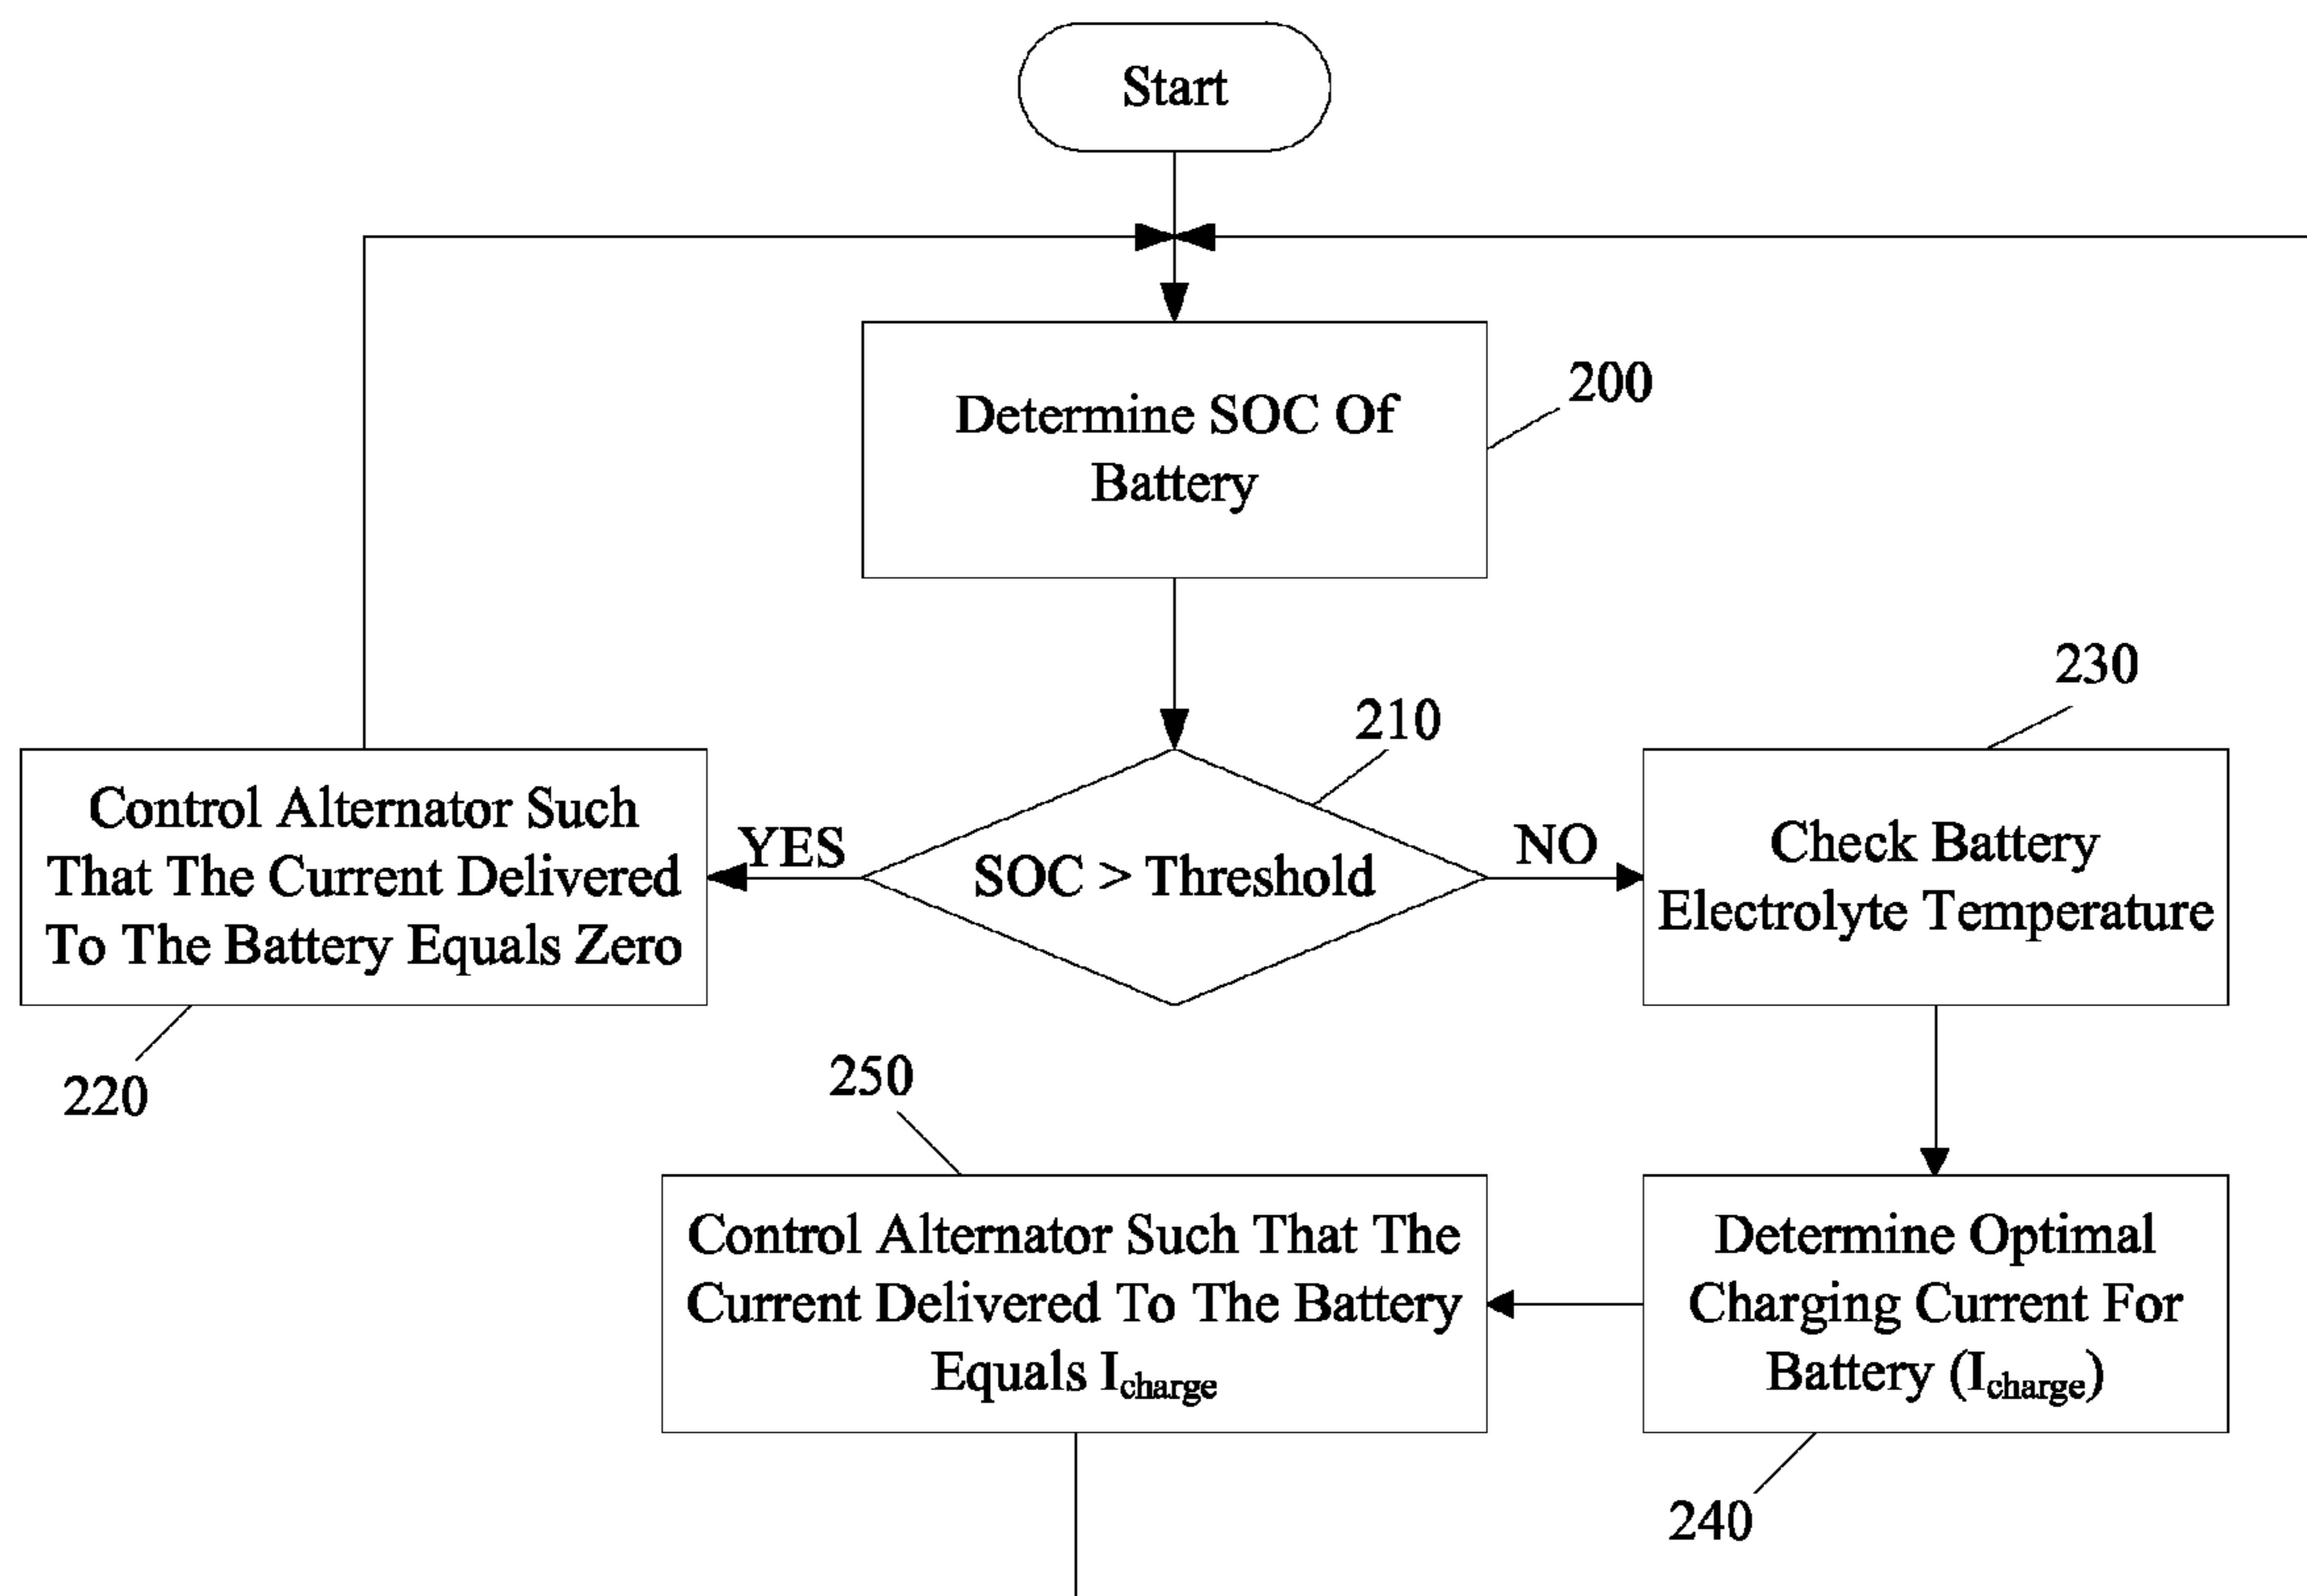 Start
Determine SOC Of
Battery
200
210
230
Control Alternator Such
That The Current Delivered
To The Battery Equals Zero
YES
SOC > Threshold
NO
Check Battery
Electrolyte Temperature
220
250
Control Alternator Such That The
Current Delivered To The Battery
Equals Icharge
Determine Optimal
Charging Current For
Battery (Icharge)
240